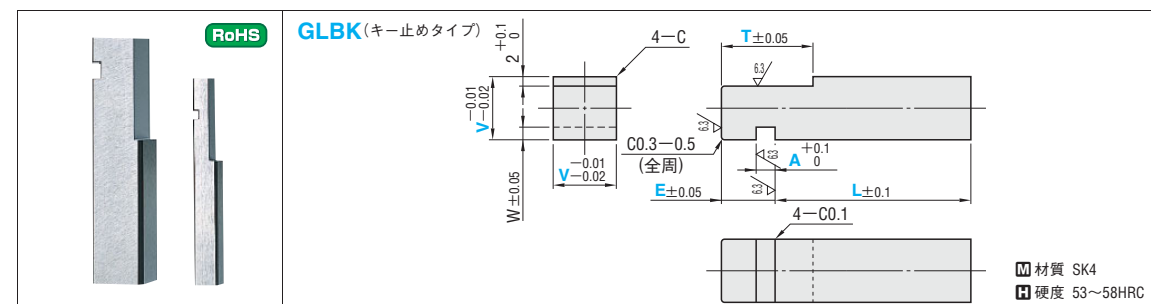 RoHS
GLBK(キー止めタイプ)
4−C
2 +0.1 0
T±0.05
6.3
V −0.01 −0.02
6.3
C0.3−0.5
(全周)
6.3
A +0.1 0
V −0.01 −0.02
W±0.05
6.3
E±0.05
L±0.1
4−C0.1
M 材質 SK4
H 硬度 53～58HRC